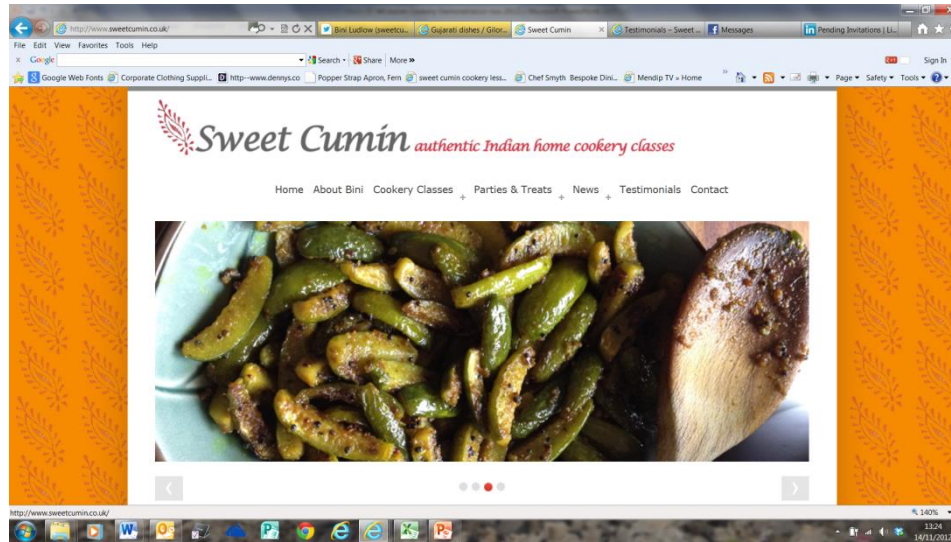 http://www.sweetcumin.co.uk/
Bini Ludlow (sweetcu...
Gujarati dishes / Gilor...
Sweet Cumin
Testimonials – Sweet ...
Messages
Pending Invitations | Li...
File Edit View Favorites Tools Help
Google
Search
Share
More »
Sign In
Google Web Fonts
Corporate Clothing Suppli...
http--www.dennys.co
Popper Strap Apron, Fern
sweet cumin cookery less...
Chef Smyth Bespoke Dini...
Mendip TV » Home
Page
Safety
Tools
Sweet Cumin authentic Indian home cookery classes
Home About Bini Cookery Classes + Parties & Treats + News + Testimonials Contact
http://www.sweetcumin.co.uk/
140%
13:24
14/11/201